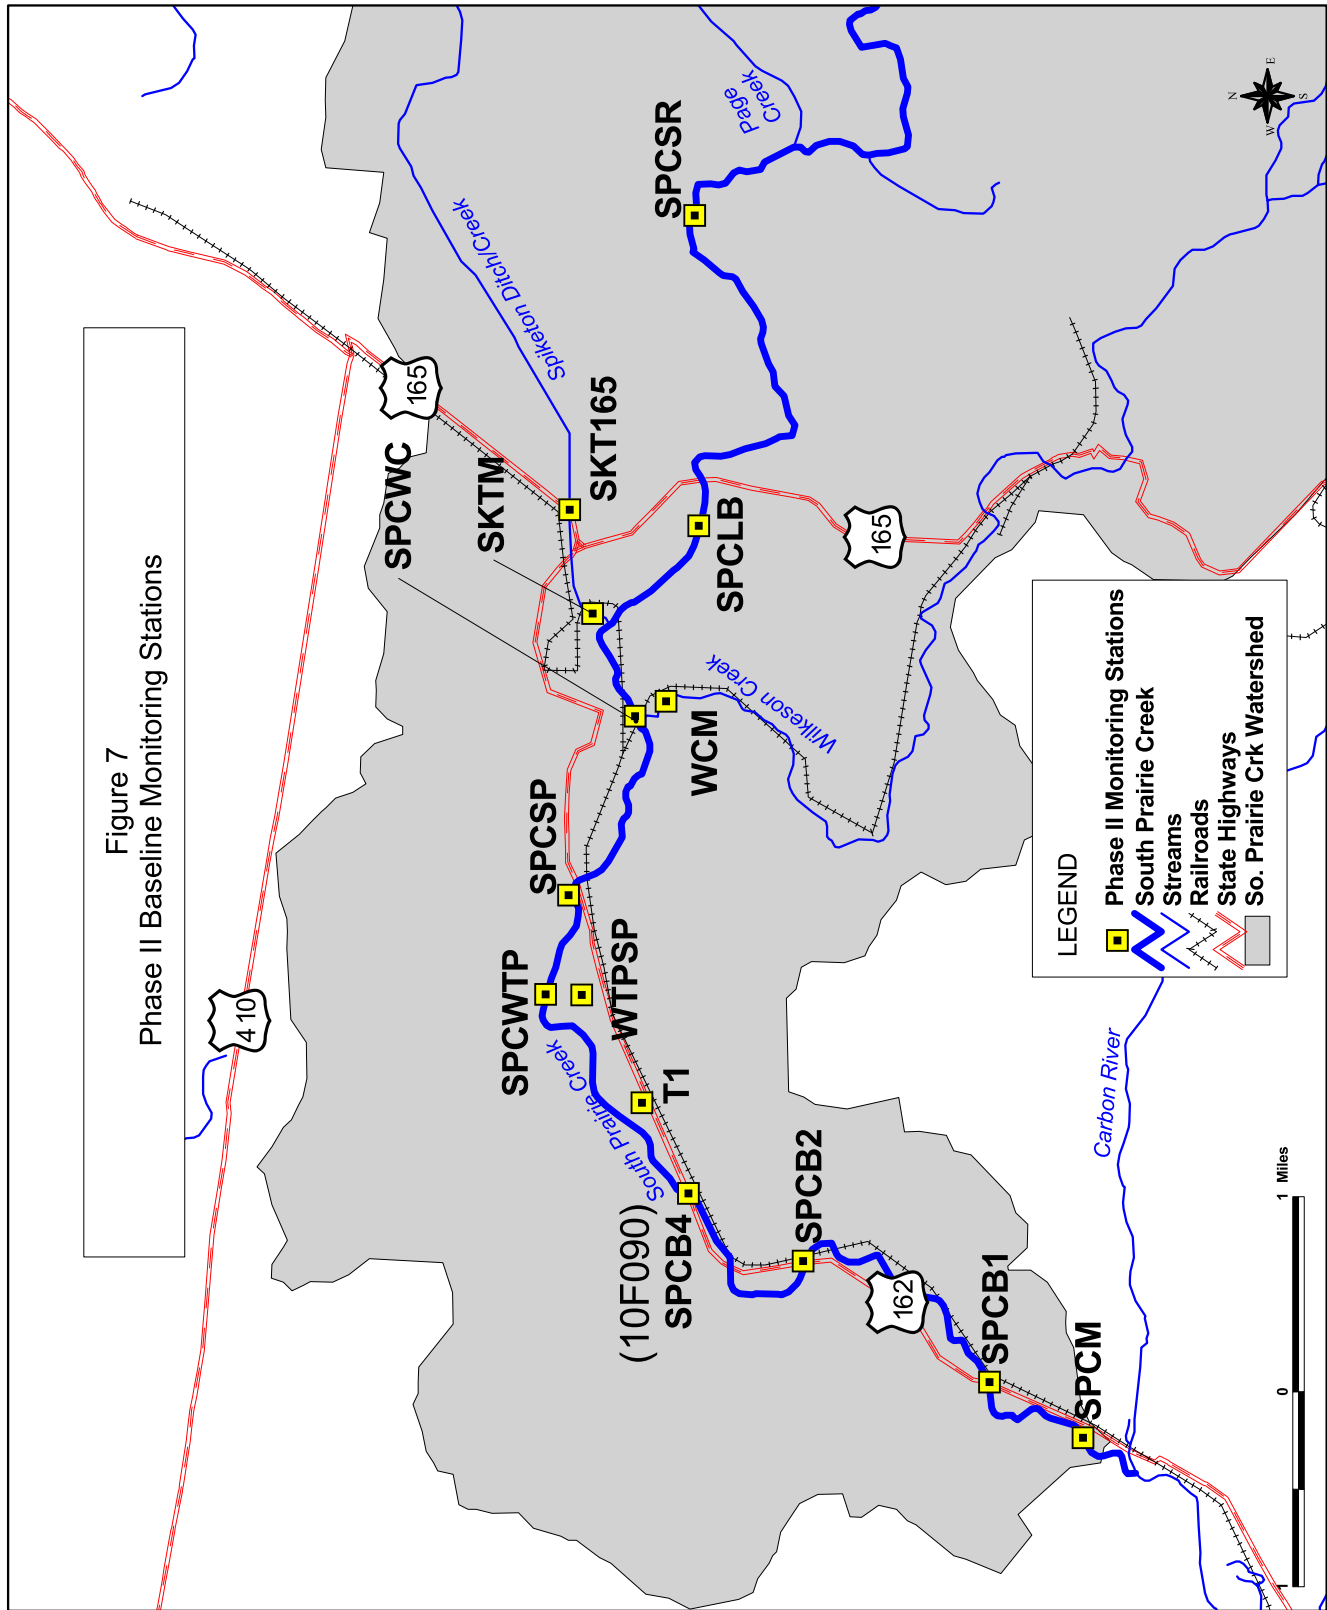 Figure 7
Phase II Baseline Monitoring Stations
410
165
SPCWC
SKTM
SKT165
Spiketon Ditch/Creek
Page
Creek
SPCSR
SPCLB
165
SPCSP
WCM
Wilkeson Creek
SPCWTP
WTPSP
South Prairie Creek
T1
(10F090)
SPCB4
SPCB2
162
SPCB1
SPCM
Carbon River
LEGEND
Phase II Monitoring Stations
South Prairie Creek
Streams
Railroads
State Highways
So. Prairie Crk Watershed
1 0 1 Miles
N
W E
S